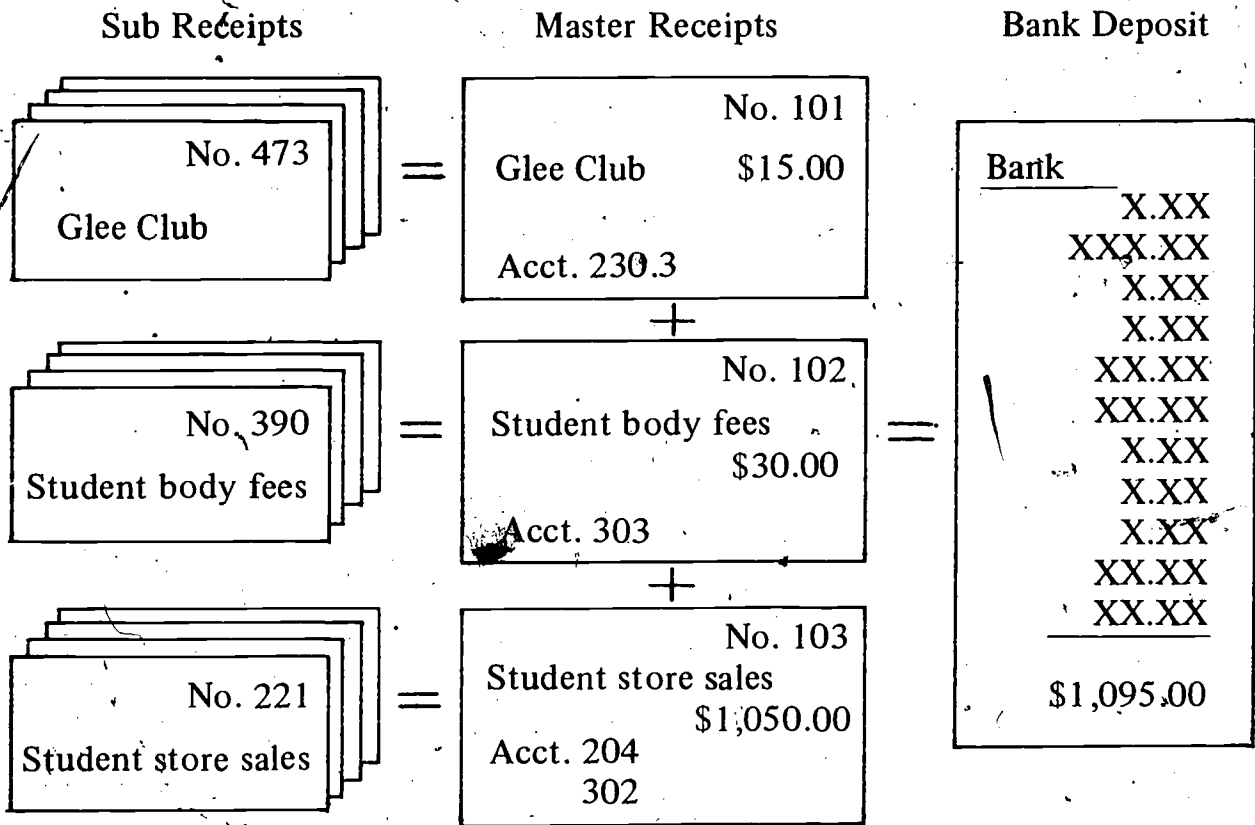 Sub Receipts
Master Receipts
Bank Deposit
No. 473
Glee Club
=
No. 101
Glee Club $15.00
Acct. 230.3
+
No. 390
Student body fees
=
No. 102
Student body fees
$30.00
Acct. 303
+
No. 221
Student store sales
=
No. 103
Student store sales
$1,050.00
Acct. 204
302
=
Bank
X.XX
XXX.XX
X.XX
X.XX
XX.XX
XX.XX
X.XX
X.XX
X.XX
XX.XX
XX.XX
$1,095.00